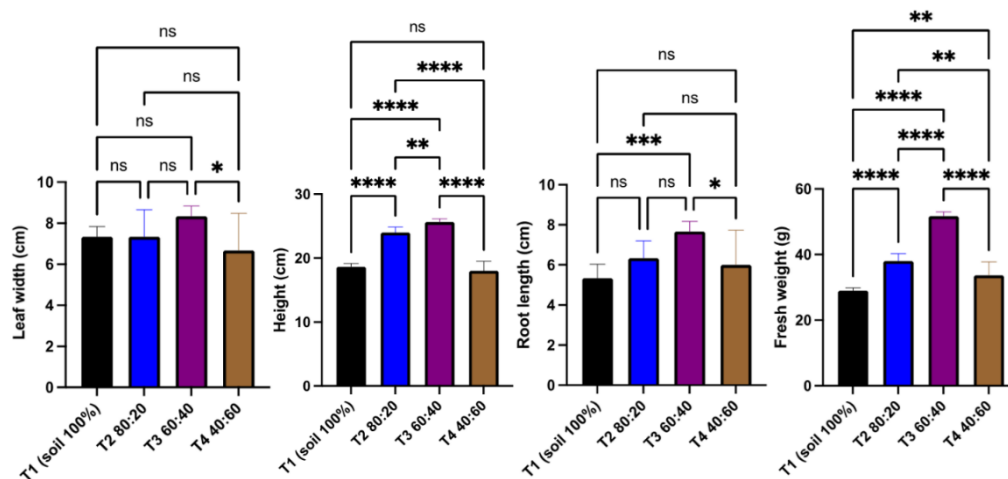 ns
ns
ns
ns
ns
*
10
8
6
4
2
0
Leaf width (cm)
T1 (soil 100%)
T2 80:20
T3 60:40
T4 40:60
ns
****
****
**
****
****
30
20
10
0
Height (cm)
T1 (soil 100%)
T2 80:20
T3 60:40
T4 40:60
ns
ns
***
ns
ns
*
10
8
6
4
2
0
Root length (cm)
T1 (soil 100%)
T2 80:20
T3 60:40
T4 40:60
**
**
****
****
****
****
60
40
20
0
Fresh weight (g)
T1 (soil 100%)
T2 80:20
T3 60:40
T4 40:60